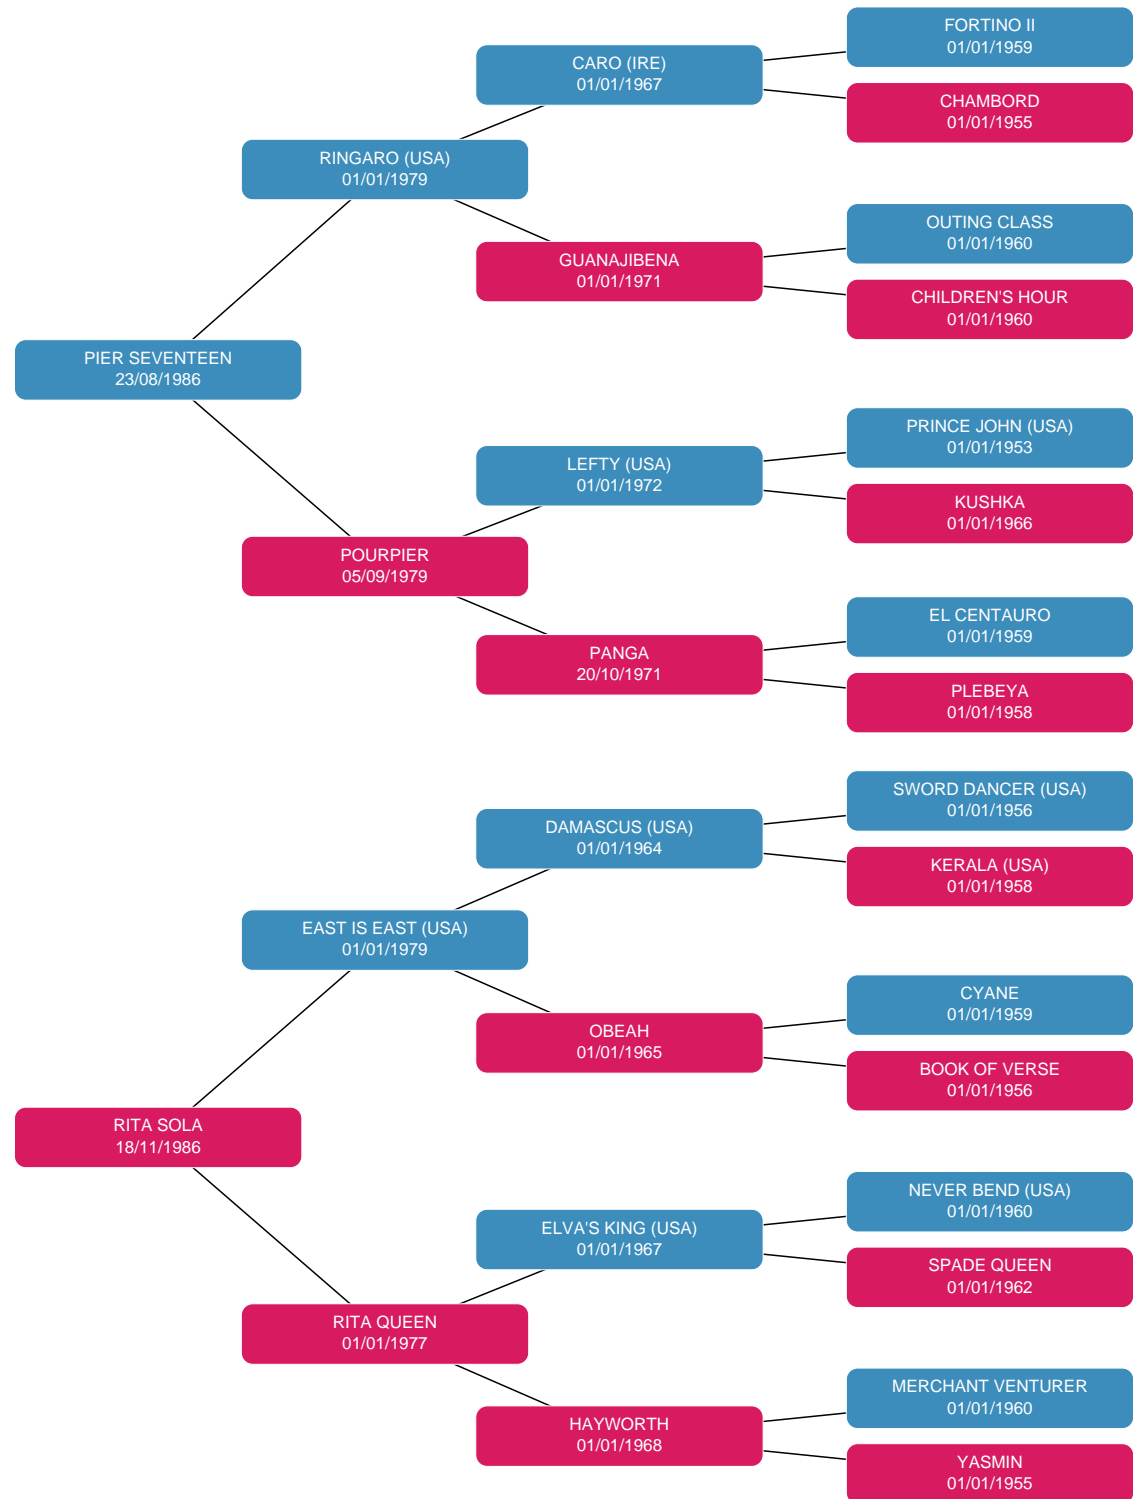 FORTINO II
01/01/1959
CARO (IRE)
01/01/1967
CHAMBORD
01/01/1955
RINGARO (USA)
01/01/1979
OUTING CLASS
01/01/1960
GUANAJIBENA
01/01/1971
CHILDREN'S HOUR
01/01/1960
PIER SEVENTEEN
23/08/1986
PRINCE JOHN (USA)
01/01/1953
LEFTY (USA)
01/01/1972
KUSHKA
01/01/1966
POURPIER
05/09/1979
EL CENTAURO
01/01/1959
PANGA
20/10/1971
PLEBEYA
01/01/1958
SWORD DANCER (USA)
01/01/1956
DAMASCUS (USA)
01/01/1964
KERALA (USA)
01/01/1958
EAST IS EAST (USA)
01/01/1979
CYANE
01/01/1959
OBEAH
01/01/1965
BOOK OF VERSE
01/01/1956
RITA SOLA
18/11/1986
NEVER BEND (USA)
01/01/1960
ELVA'S KING (USA)
01/01/1967
SPADE QUEEN
01/01/1962
RITA QUEEN
01/01/1977
MERCHANT VENTURER
01/01/1960
HAYWORTH
01/01/1968
YASMIN
01/01/1955